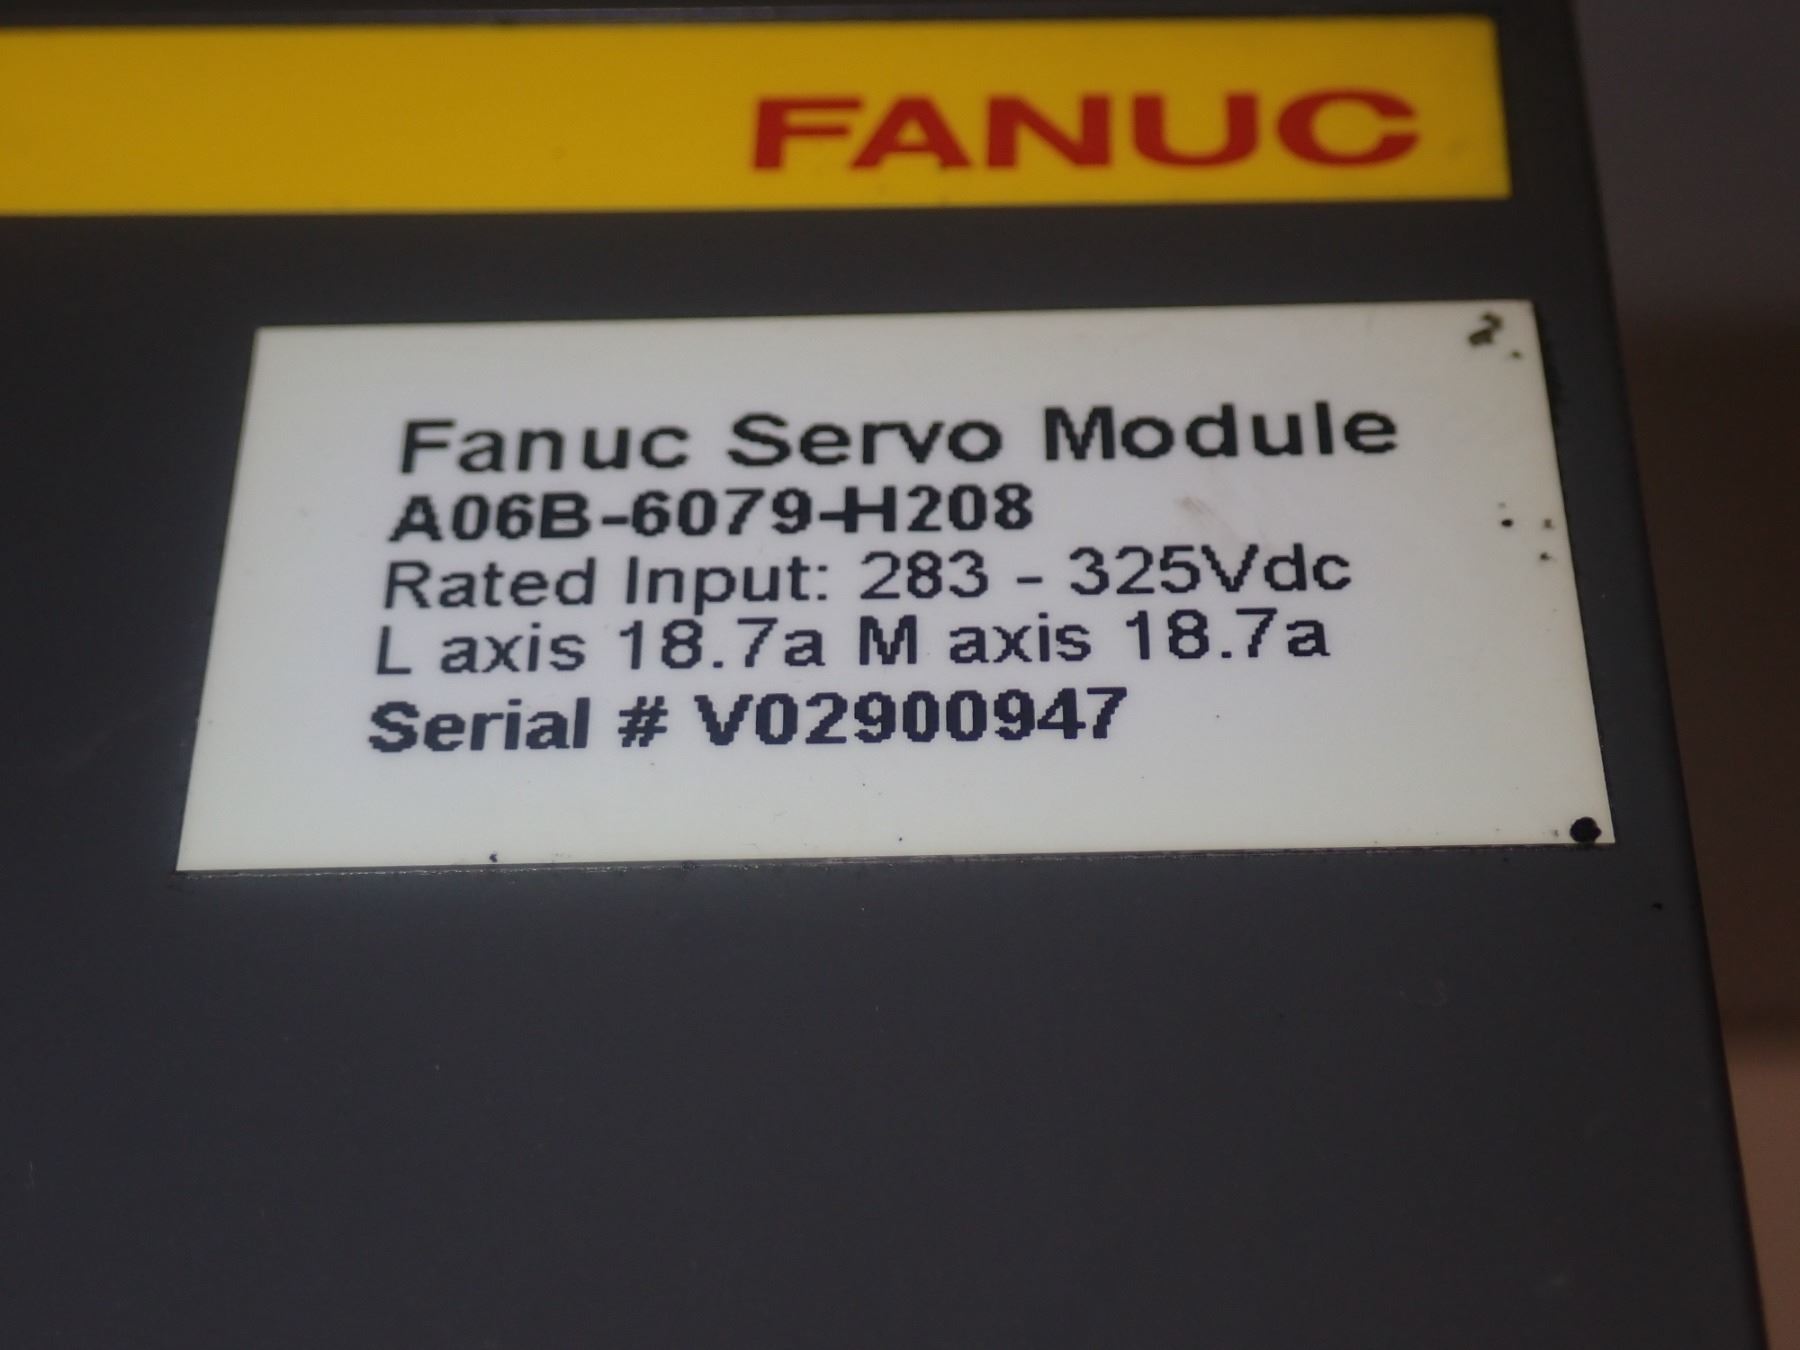 FANUC
Fanuc Servo Module
A06B-6079-H208
Rated Input: 283 - 325Vdc
L axis 18.7a M axis 18.7a
Serial # V02900947